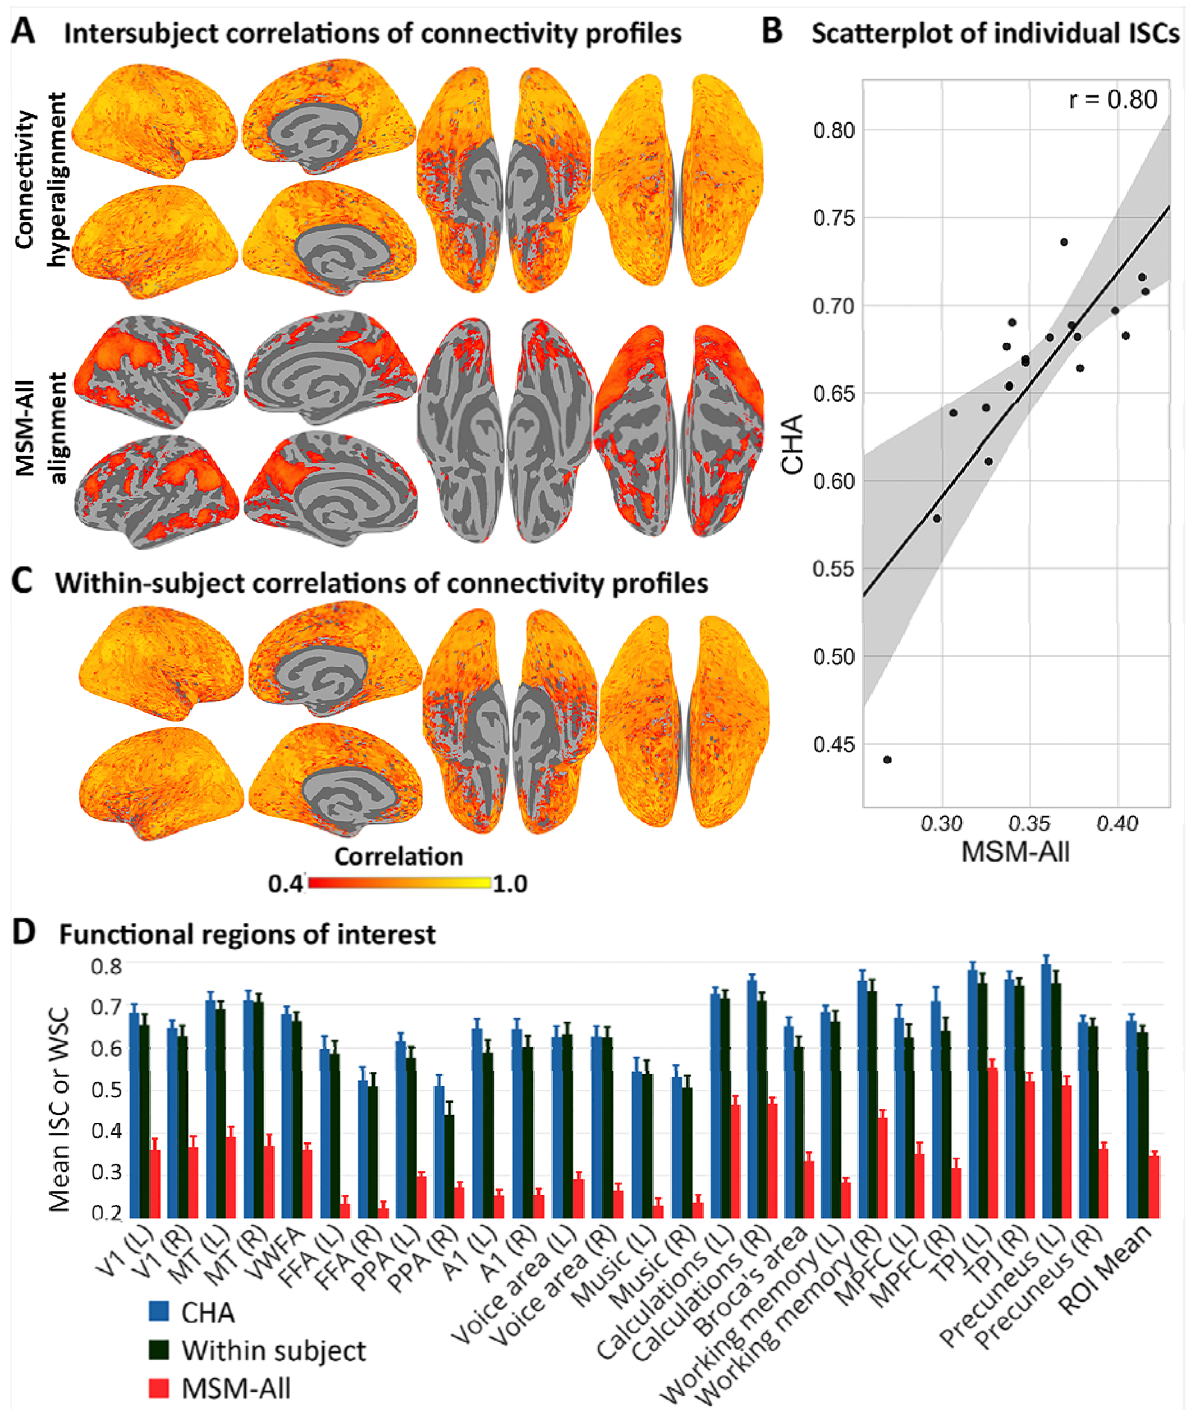 A Intersubject correlations of connectivity profiles
Connectivity
hyperalignment
MSM-All
alignment
B Scatterplot of individual ISCs
r = 0.80
0.80
0.75
0.70
0.65
0.60
0.55
0.50
0.45
CHA
0.30 0.35 0.40
MSM-All
C Within-subject correlations of connectivity profiles
Correlation
0.4 1.0
D Functional regions of interest
Mean ISC or WSC
0.8
0.7
0.6
0.5
0.4
0.3
0.2
V1 (L)
V1 (R)
MT (L)
MT (R)
VWFA
FFA (L)
FFA (R)
PPA (L)
PPA (R)
A1 (L)
A1 (R)
Voice area (L)
Voice area (R)
Music (L)
Music (R)
Calculations (L)
Calculations (R)
Broca's area
Working memory (L)
Working memory (R)
MPFC (L)
MPFC (R)
TPJ (L)
TPJ (R)
Precuneus (L)
Precuneus (R)
ROI Mean
CHA
Within subject
MSM-All